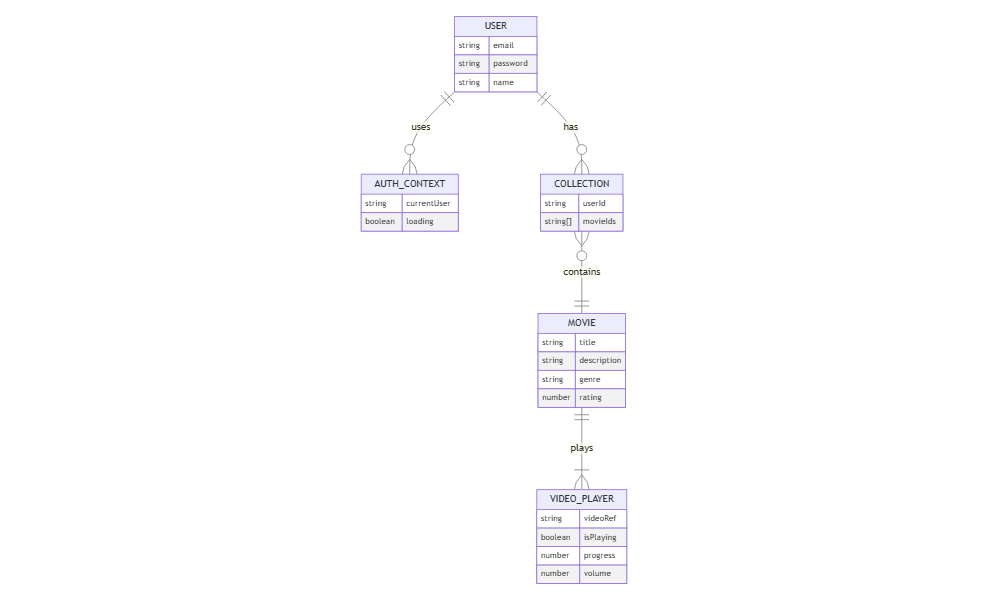 USER
string email
string password
string name
uses
has
AUTH_CONTEXT
string currentUser
boolean loading
COLLECTION
string userId
string[] movieIds
contains
MOVIE
string title
string description
string genre
number rating
plays
VIDEO_PLAYER
string videoRef
boolean isPlaying
number progress
number volume